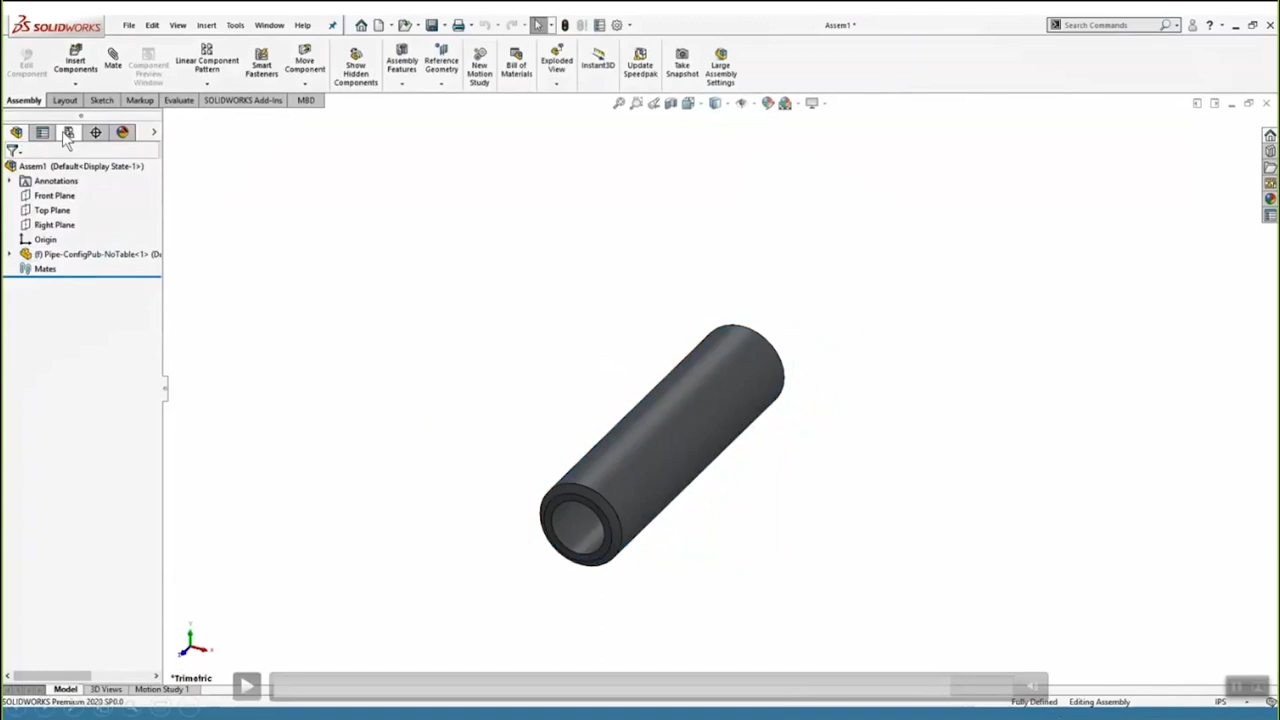 SOLIDWORKS File Edit View Insert Tools Window Help Assem1 * Search Commands
Edit Component Insert Components Mate Component Preview Window Linear Component Pattern Smart Fasteners Move Component Show Hidden Components Assembly Features Reference Geometry New Motion Study Bill of Materials Exploded View Instant3D Update Speedpak Take Snapshot Large Assembly Settings
Assembly Layout Sketch Markup Evaluate SOLIDWORKS Add-Ins MBD
Assem1 (Default<Display State-1>)
Annotations
Front Plane
Top Plane
Right Plane
Origin
(f) Pipe-ConfigPub-NoTable<1> (De
Mates
Y
X
Z
*Trimetric
Model 3D Views Motion Study 1
SOLIDWORKS Premium 2020 SP0.0 Fully Defined Editing Assembly IPS